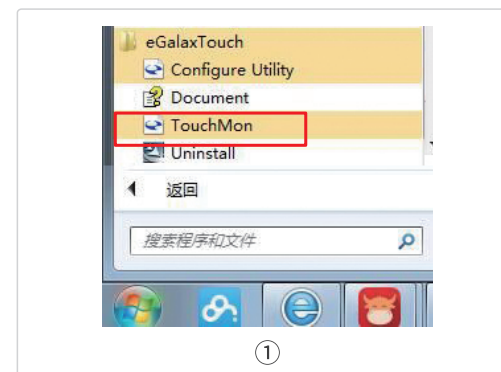 eGalaxTouch
Configure Utility
Document
TouchMon
Uninstall
返回
搜索程序和文件
①